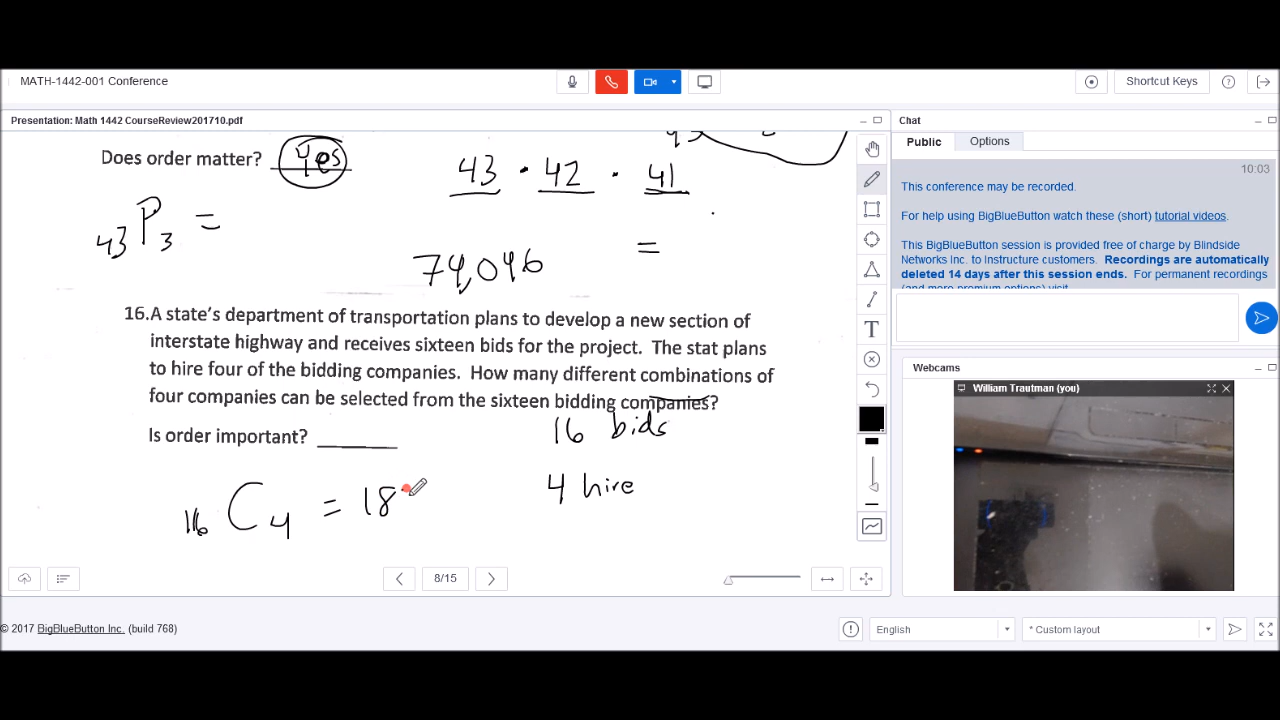 MATH-1442-001 Conference
Shortcut Keys
Presentation: Math 1442 CourseReview201710.pdf
Does order matter? Yes
43 · 42 · 41
43P3 =
=
74,046
16. A state's department of transportation plans to develop a new section of
interstate highway and receives sixteen bids for the project. The stat plans
to hire four of the bidding companies. How many different combinations of
four companies can be selected from the sixteen bidding companies?
16 bids
Is order important?
4 hire
16C4 = 18
8/15
Chat
Public
Options
10:03
This conference may be recorded.
For help using BigBlueButton watch these (short) tutorial videos.
This BigBlueButton session is provided free of charge by Blindside
Networks Inc. to Instructure customers. Recordings are automatically
deleted 14 days after this session ends. For permanent recordings
(and more premium options) visit
Webcams
William Trautman (you)
© 2017 BigBlueButton Inc. (build 768)
English
* Custom layout